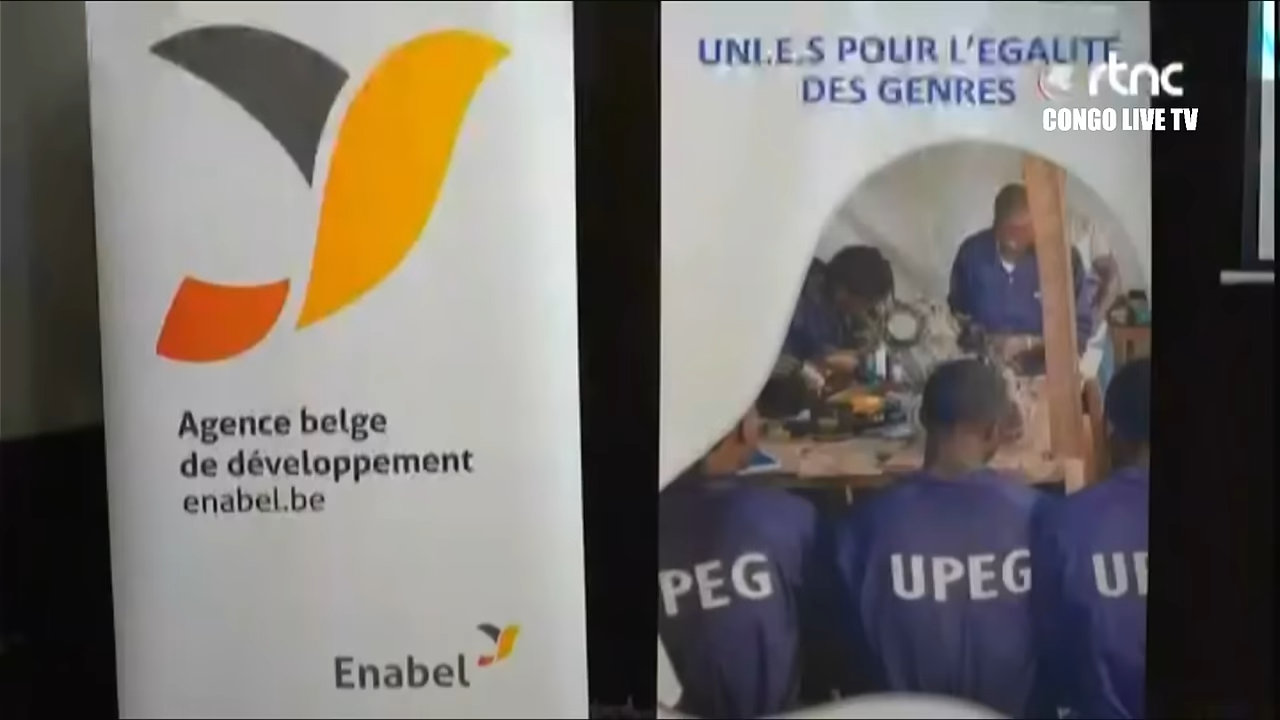 Agence belge
de développement
enabel.be
Enabel
UNI.E.S POUR L'EGALITE
DES GENRES
rtnc
CONGO LIVE TV
PEG
UPEG
UP